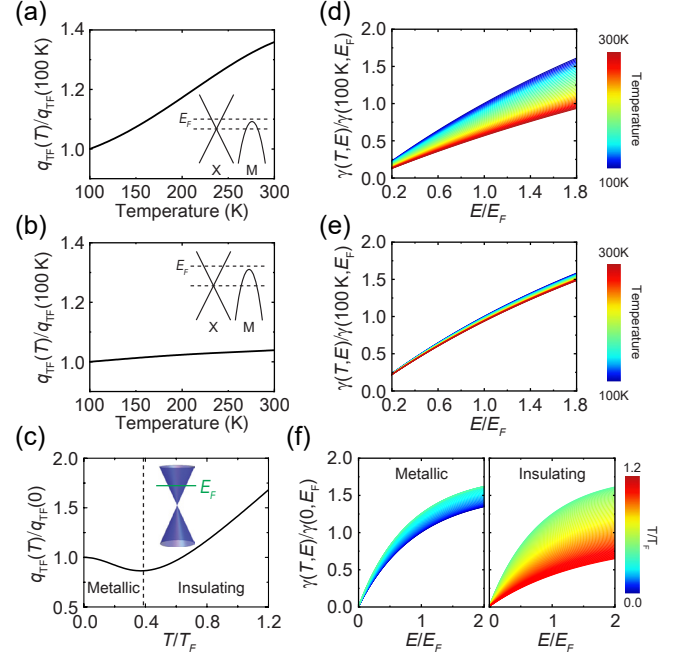 (a)
q_TF(T)/q_TF(100 K)
1.4
1.2
1.0
E_F
X
M
100
150
200
250
300
Temperature (K)
(b)
q_TF(T)/q_TF(100 K)
1.4
1.2
1.0
E_F
X
M
100
150
200
250
300
Temperature (K)
(c)
q_TF(T)/q_TF(0)
2.0
1.5
1.0
0.5
E_F
Metallic
Insulating
0.0
0.4
0.8
1.2
T/T_F
(d)
γ(T,E)/γ(100 K,E_F)
2.0
1.5
1.0
0.5
0.0
0.2
0.6
1.0
1.4
1.8
E/E_F
300K
Temperature
100K
(e)
γ(T,E)/γ(100 K,E_F)
2.0
1.5
1.0
0.5
0.0
0.2
0.6
1.0
1.4
1.8
E/E_F
300K
Temperature
100K
(f)
γ(T,E)/γ(0,E_F)
2.0
1.5
1.0
0.5
0.0
Metallic
Insulating
0
1
2
E/E_F
0
1
2
E/E_F
1.2
T/T_F
0.0